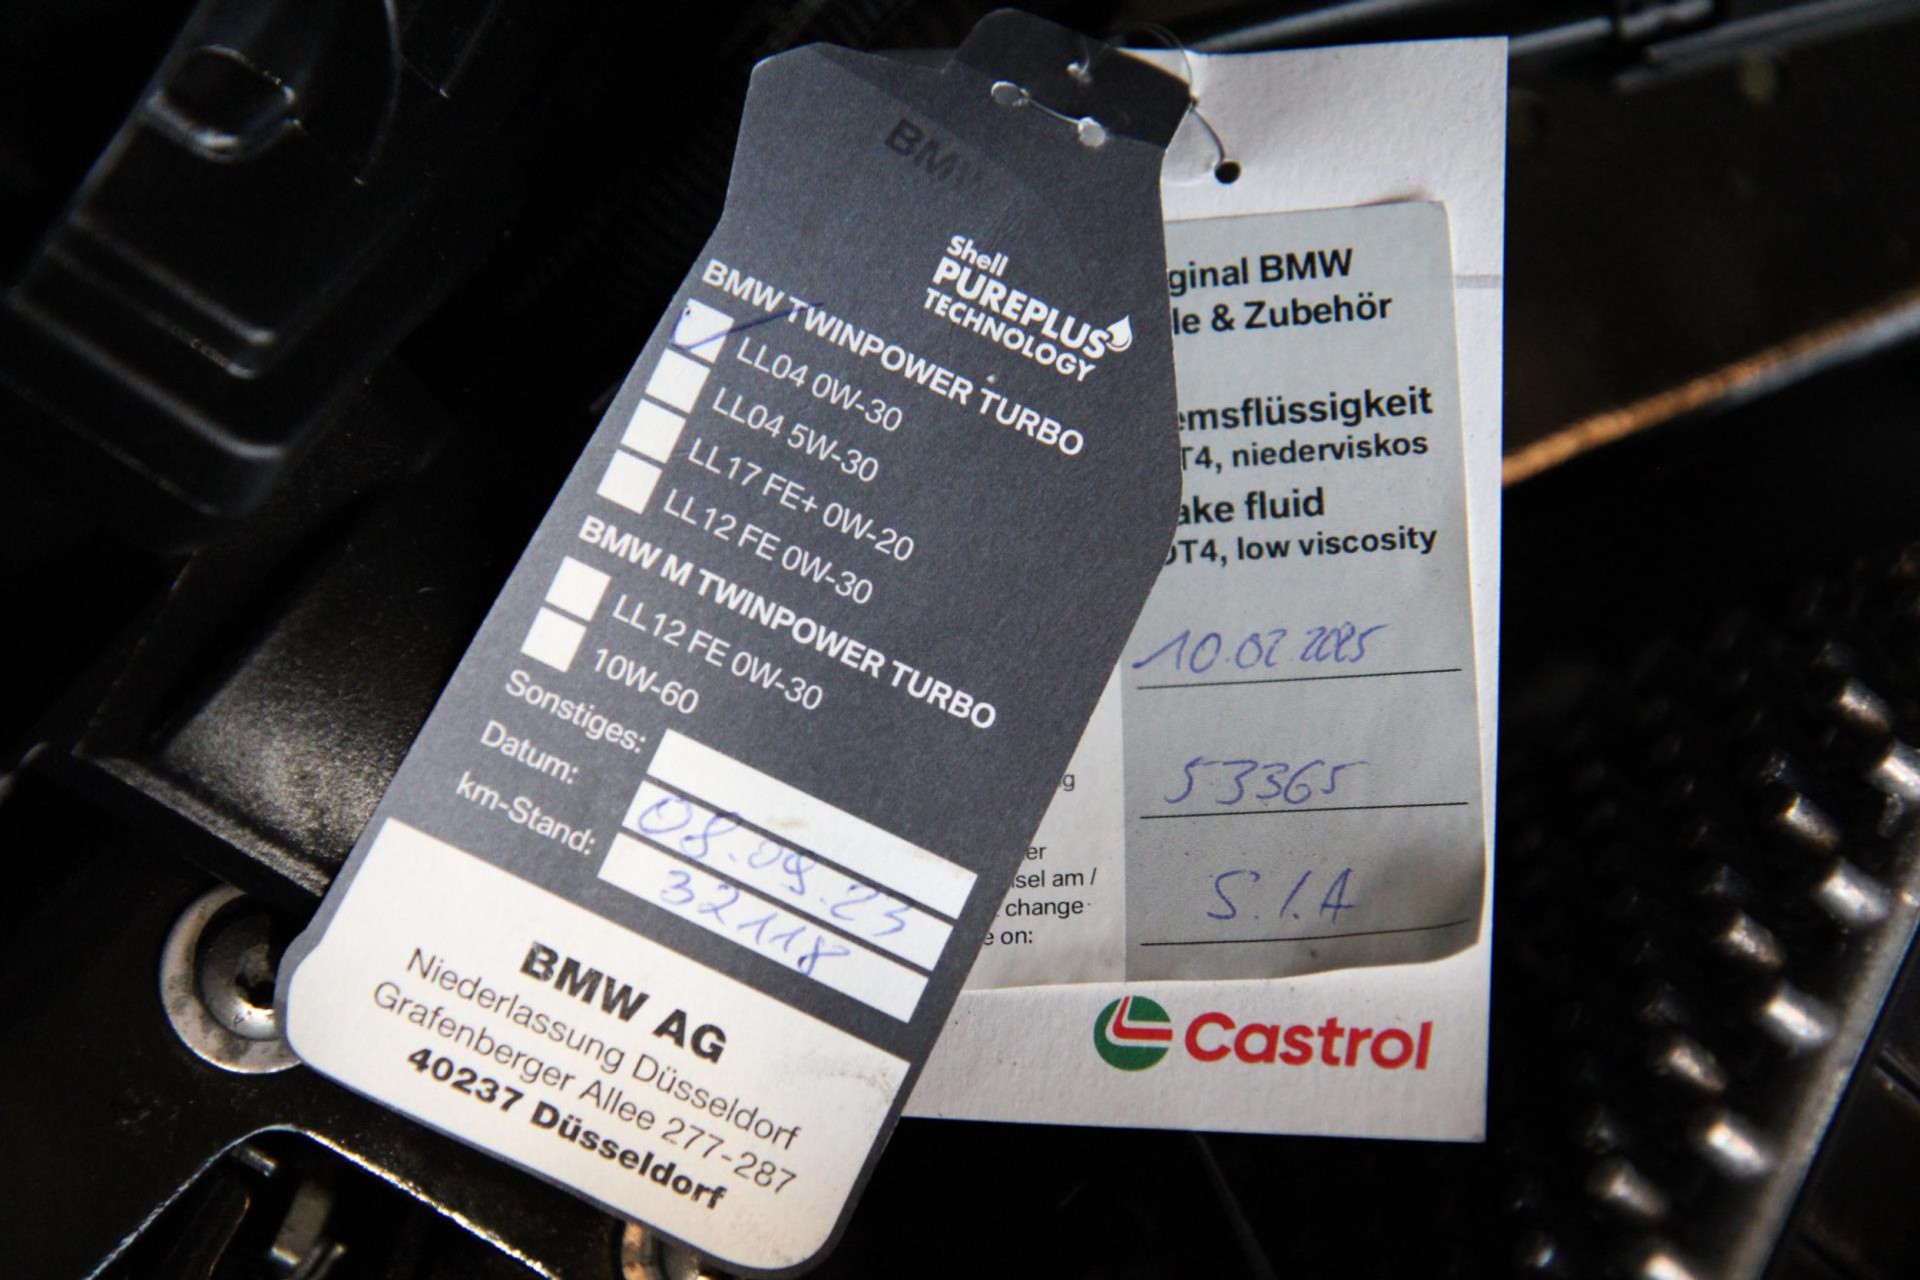 BMW
Shell
PUREPLUS
TECHNOLOGY
BMW TWINPOWER TURBO
LL04 0W-30
LL04 5W-30
LL17 FE+ 0W-20
LL12 FE 0W-30
BMW M TWINPOWER TURBO
LL12 FE 0W-30
10W-60
Sonstiges:
Datum: 08.09.23
km-Stand: 32118
BMW AG
Niederlassung Düsseldorf
Grafenberger Allee 277-287
40237 Düsseldorf
ginal BMW
le & Zubehör
emsflüssigkeit
T4, niederviskos
ake fluid
OT4, low viscosity
10.02.2025
g
53365
er
sel am /
change
e on:
S.I.A
Castrol